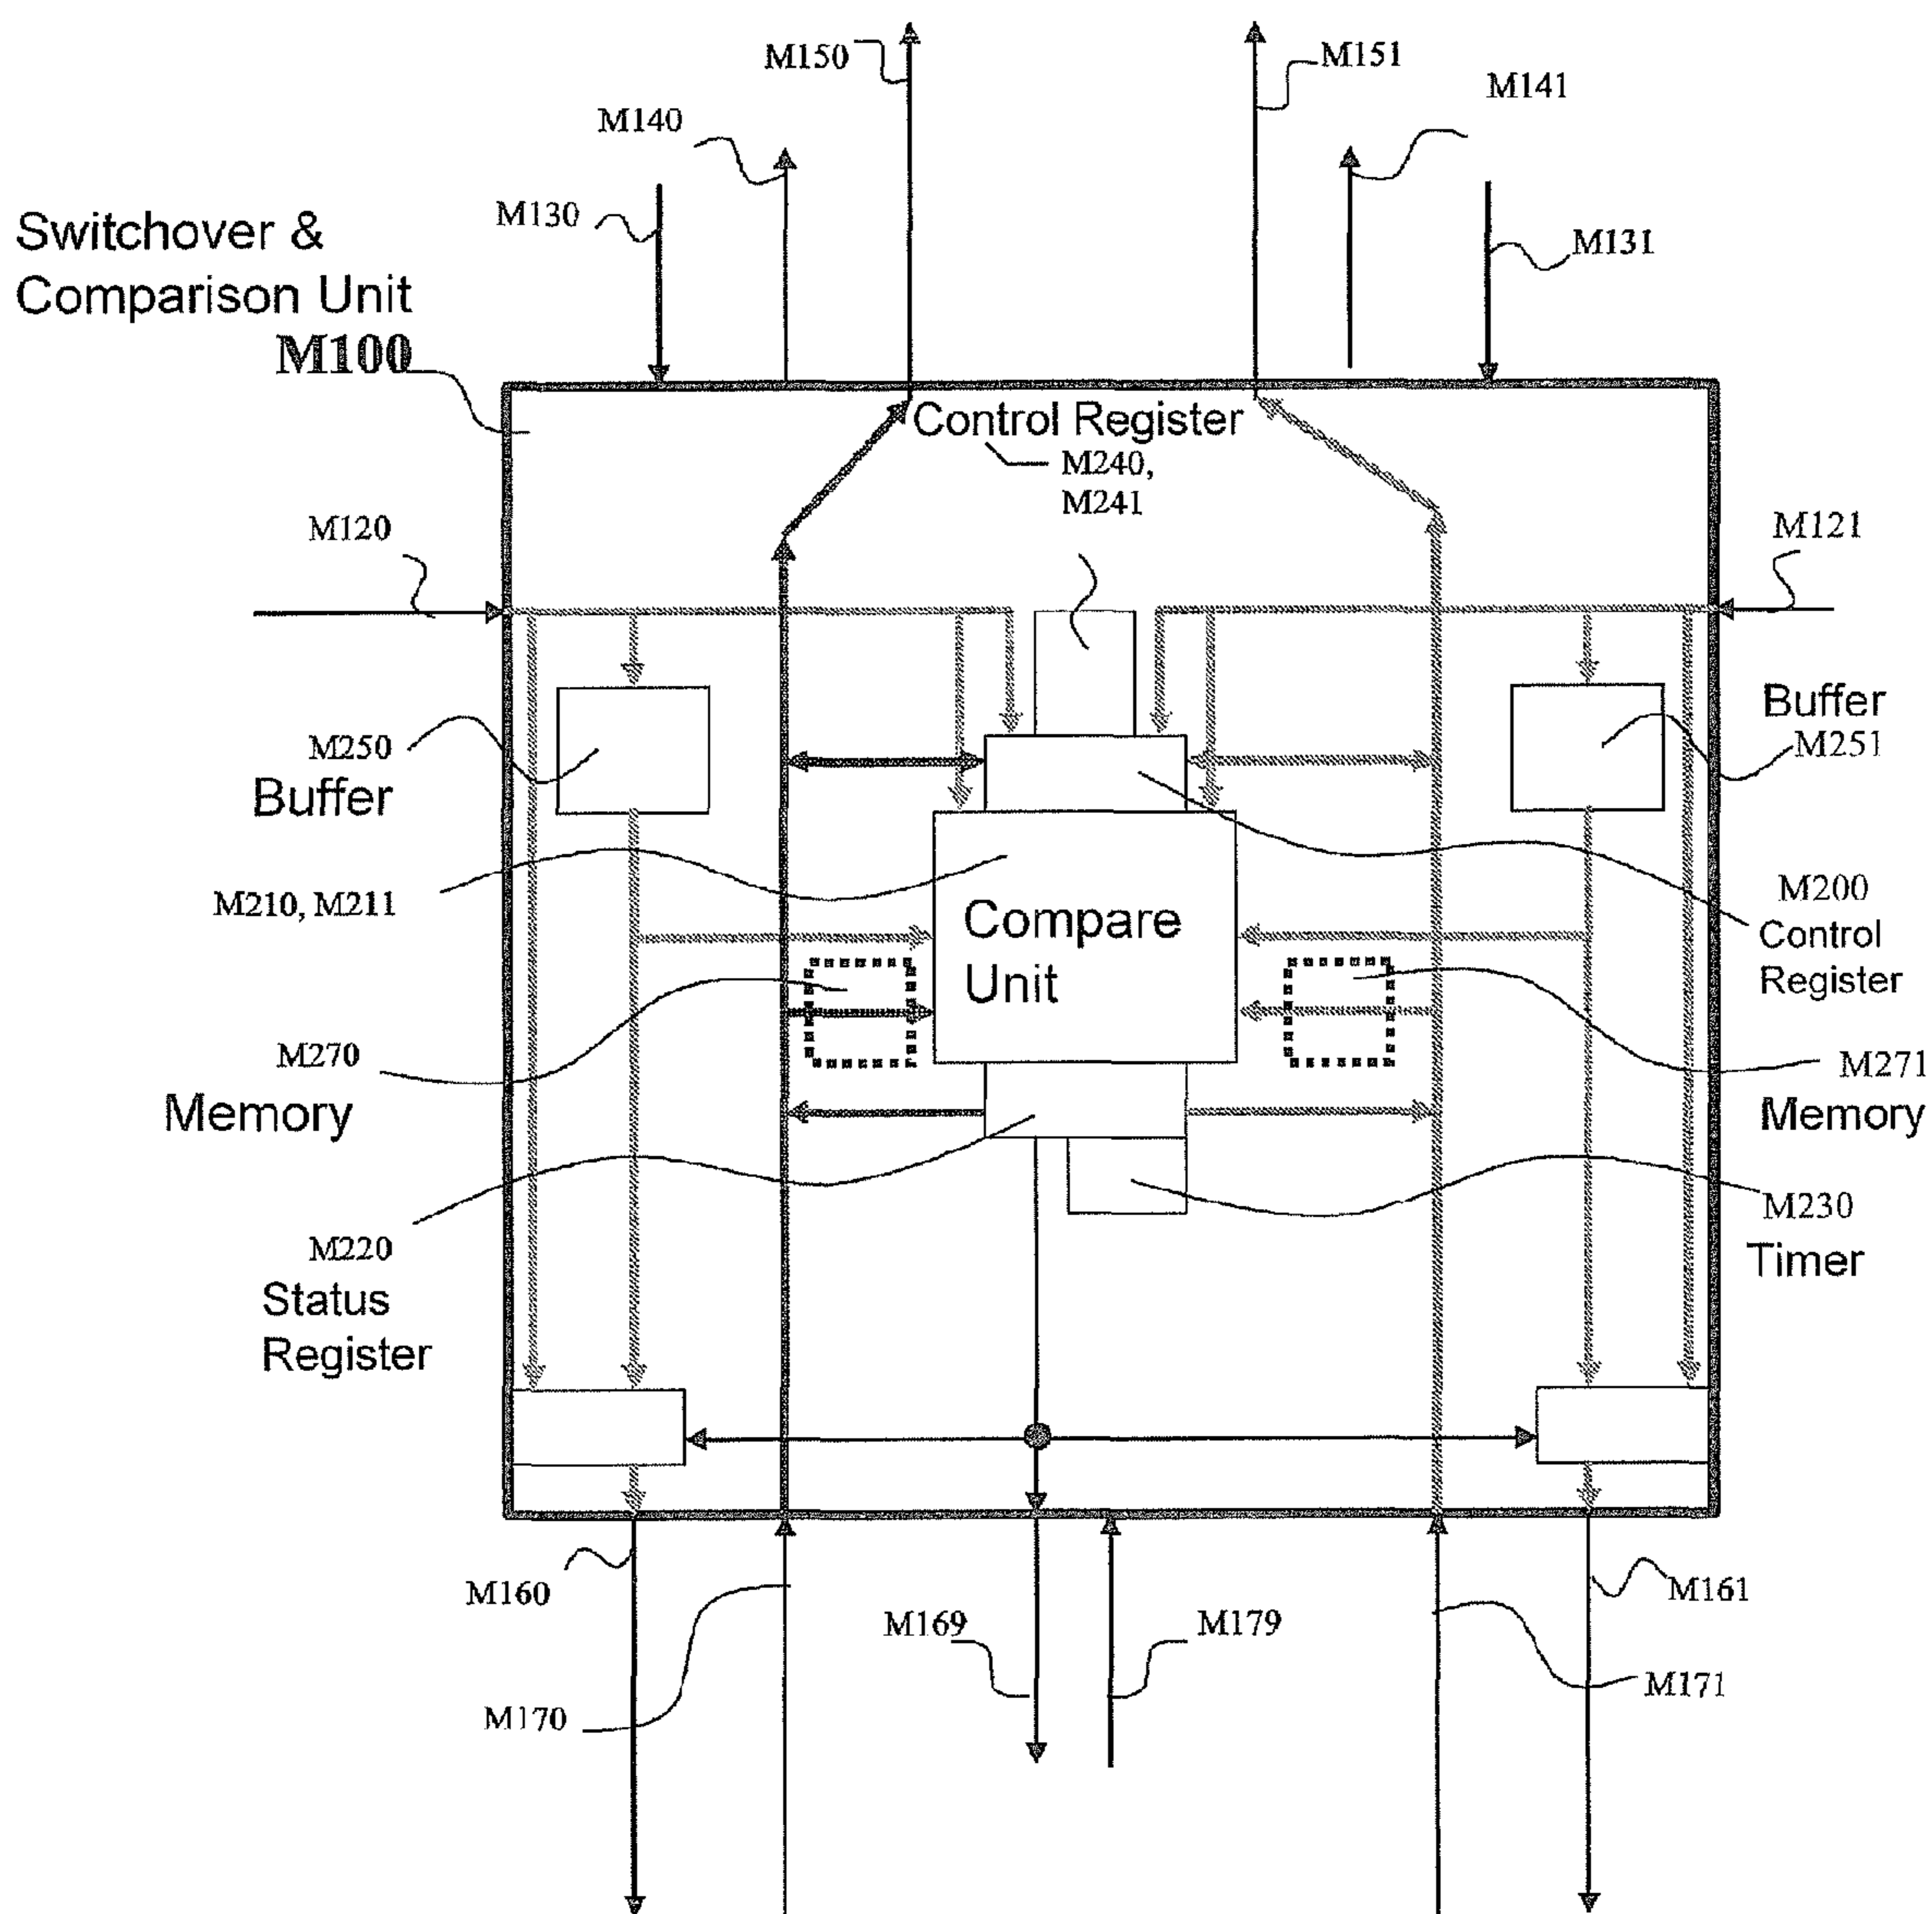 M150
M151
M141
M140
M130
M131
Switchover &
Comparison Unit
M100
Control Register
M240,
M241
M120
M121
M250
Buffer
Buffer
M251
M210, M211
Compare
Unit
M200
Control
Register
M270
Memory
M271
Memory
M220
Status
Register
M230
Timer
M160
M161
M169
M179
M170
M171